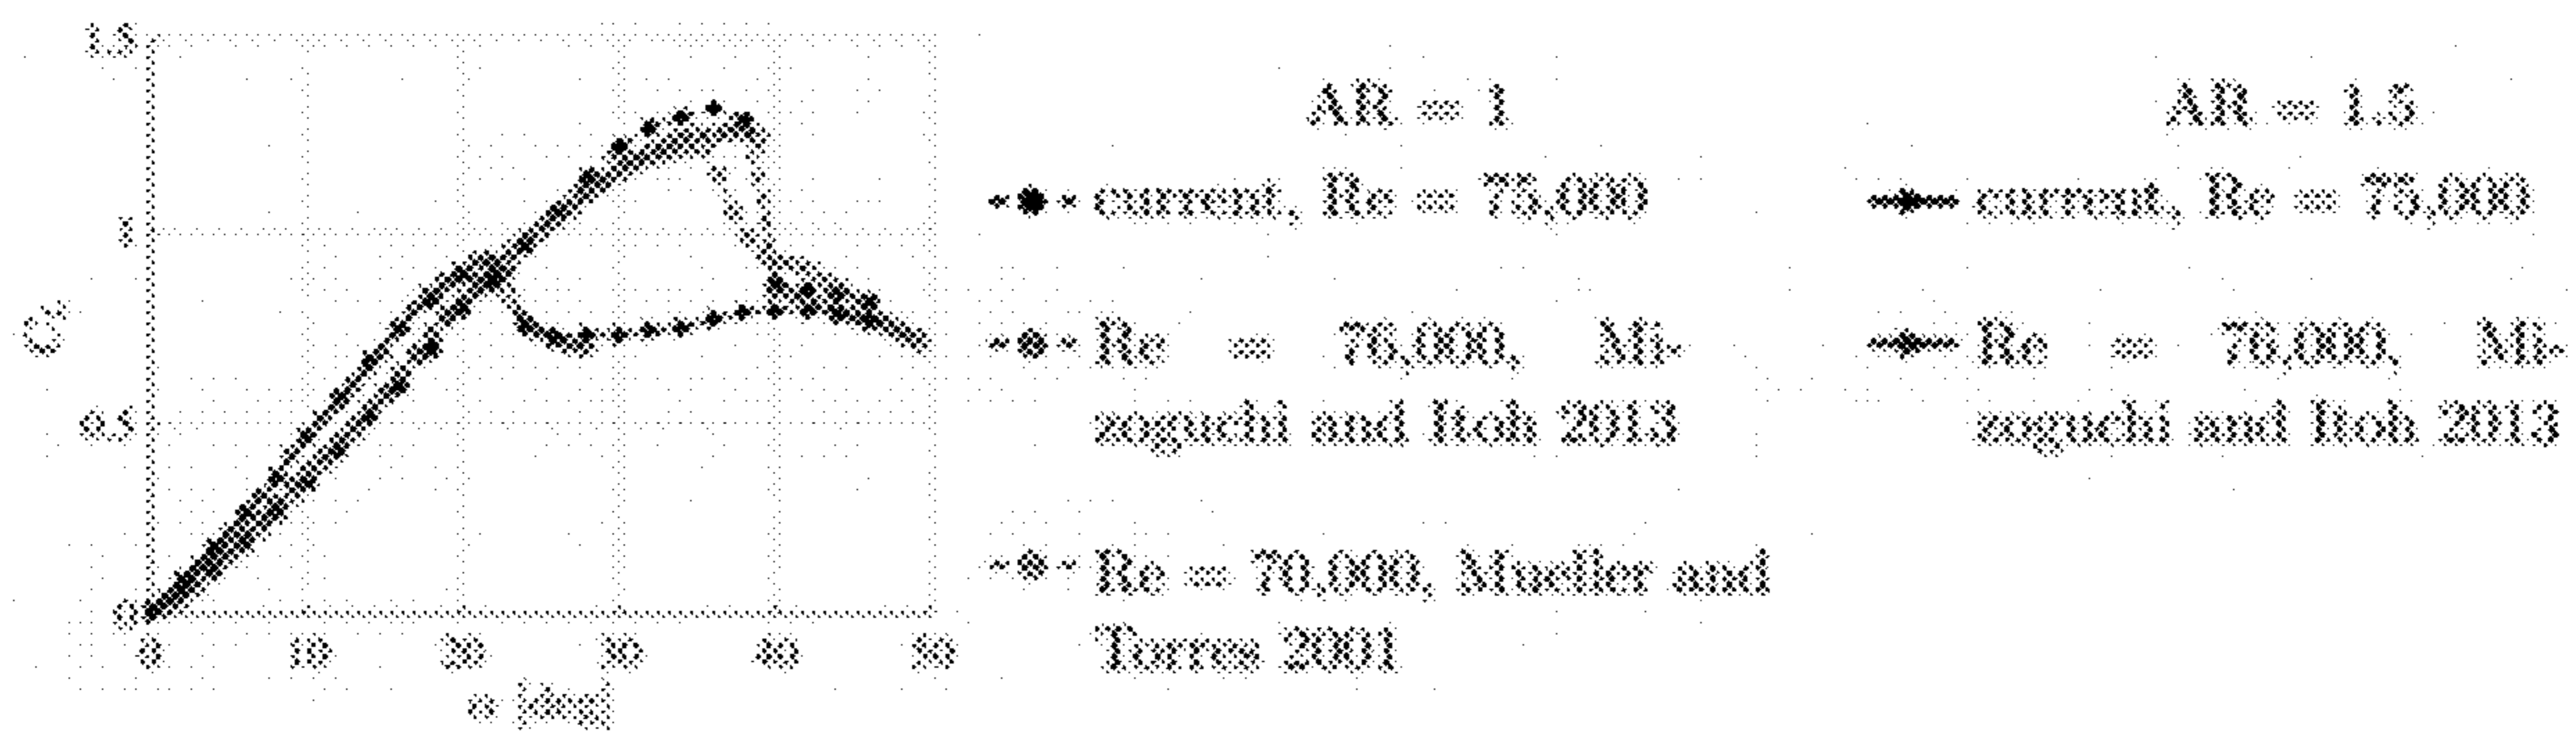 1.5
1
0.5
0
0 10 20 30 40 50
α [deg]
AR = 1
current, Re = 75,000
Re = 76,000, Mi-
zoguchi and Itoh 2013
Re = 70,000, Mueller and
Torres 2001
AR = 1.5
current, Re = 75,000
Re = 76,000, Mi-
zoguchi and Itoh 2013